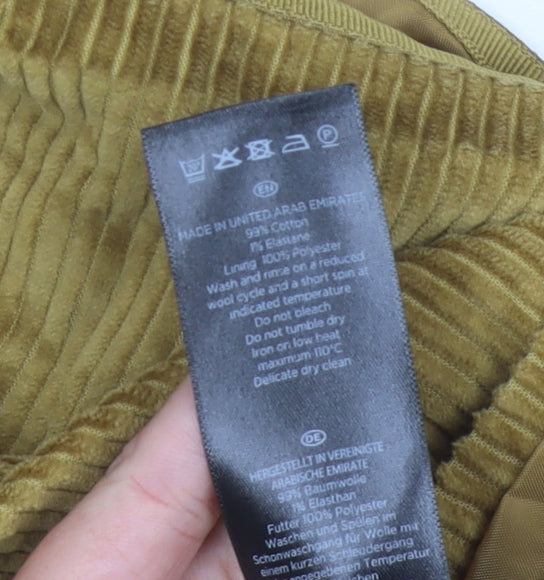 EN
MADE IN UNITED ARAB EMIRATES
99% Cotton
1% Elastane
Lining 100% Polyester
Wash and rinse on a reduced
wool cycle and a short spin at
indicated temperature
Do not bleach
Do not tumble dry
Iron on low heat
maximum 110°C
Delicate dry clean
DE
HERGESTELLT IN VEREINIGTE
ARABISCHE EMIRATE
99% Baumwolle
1% Elasthan
Futter 100% Polyester
Waschen und Spülen im
Schonwaschgang für Wolle mit
einem kurzen Schleudergang
angegebenen Temperatur